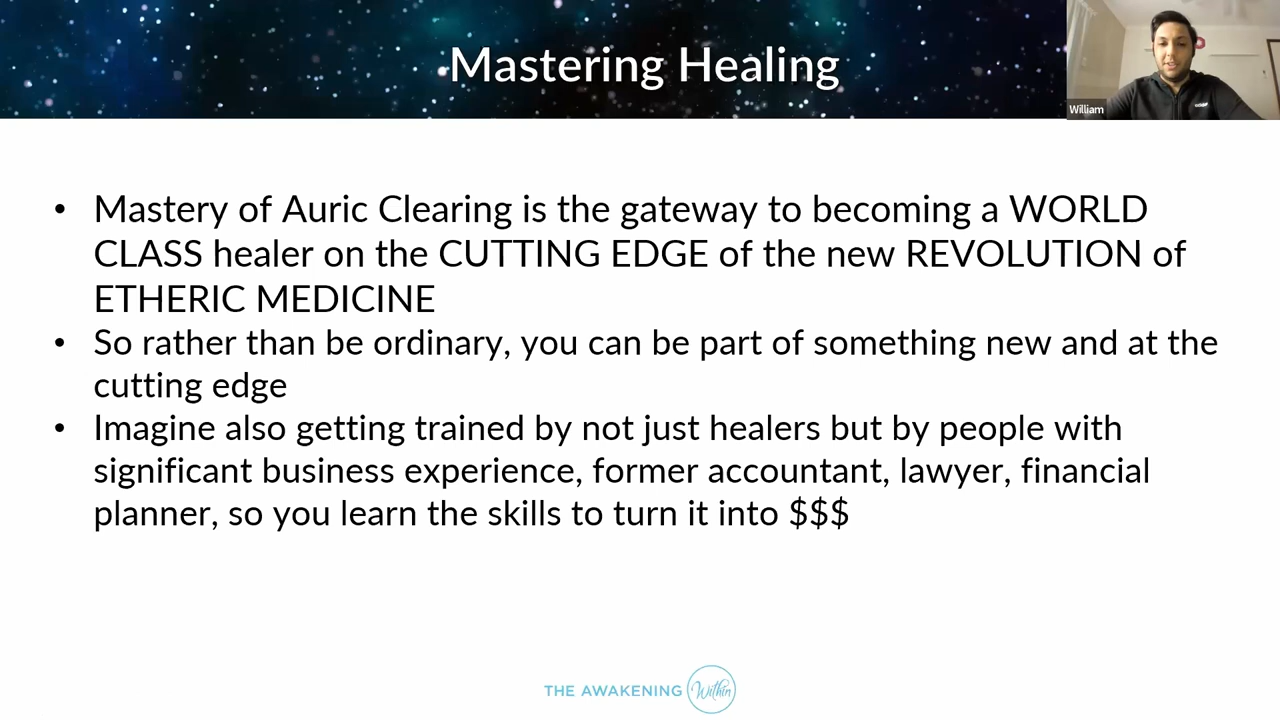 Mastering Healing
William
• Mastery of Auric Clearing is the gateway to becoming a WORLD
CLASS healer on the CUTTING EDGE of the new REVOLUTION of
ETHERIC MEDICINE
• So rather than be ordinary, you can be part of something new and at the
cutting edge
• Imagine also getting trained by not just healers but by people with
significant business experience, former accountant, lawyer, financial
planner, so you learn the skills to turn it into $$$
THE AWAKENING Within